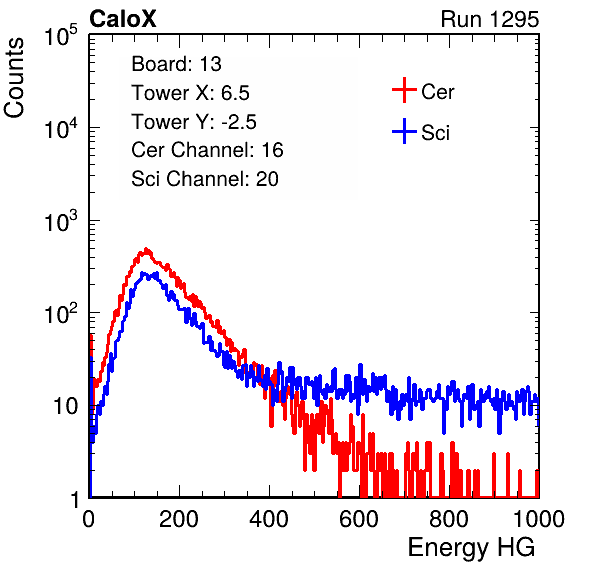 CaloX Run 1295
Counts
10^5
10^4
10^3
10^2
10
1
Board: 13
Tower X: 6.5
Tower Y: -2.5
Cer Channel: 16
Sci Channel: 20
Cer
Sci
0 200 400 600 800 1000
Energy HG